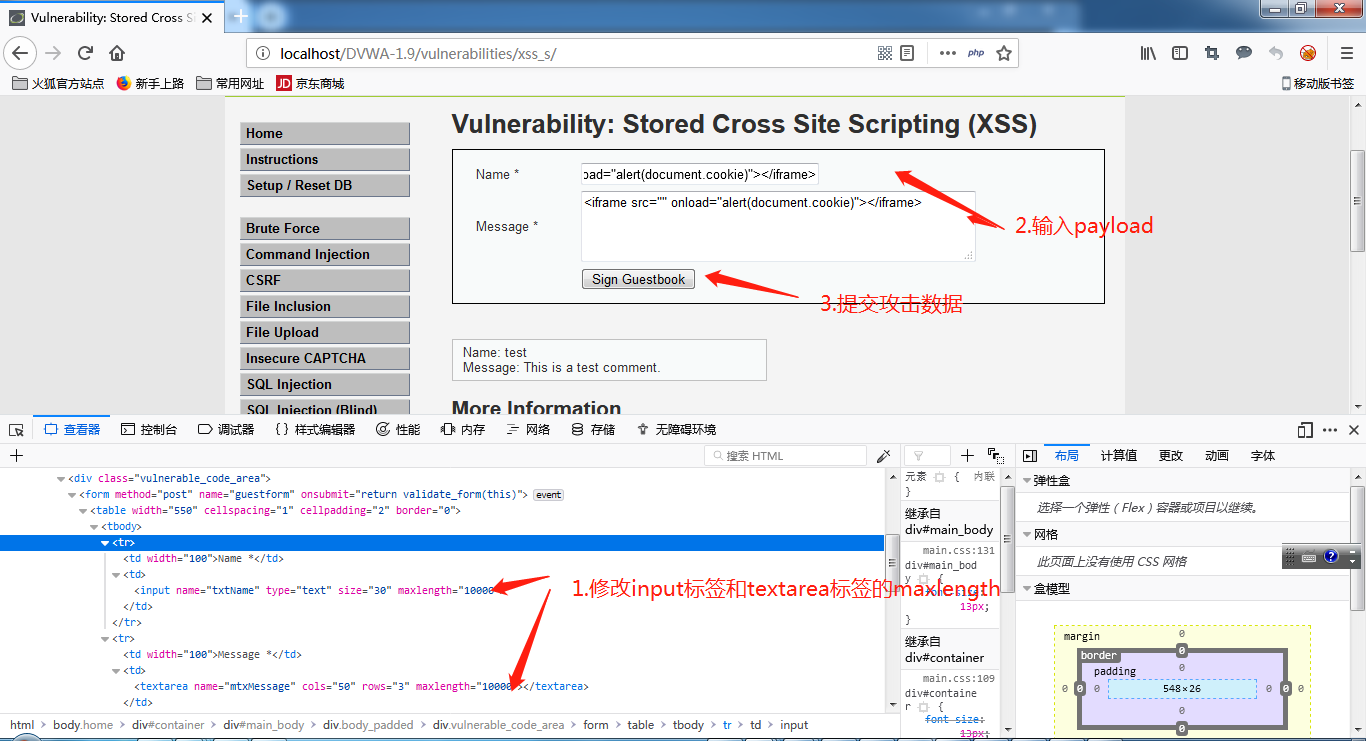 Vulnerability: Stored Cross Site S
localhost/DVWA-1.9/vulnerabilities/xss_s/
php
火狐官方站点
新手上路
常用网址
JD 京东商城
移动版书签
Home
Instructions
Setup / Reset DB
Brute Force
Command Injection
CSRF
File Inclusion
File Upload
Insecure CAPTCHA
SQL Injection
SQL Injection (Blind)
Vulnerability: Stored Cross Site Scripting (XSS)
Name *
oad="alert(document.cookie)"></iframe>
Message *
<iframe src="" onload="alert(document.cookie)"></iframe>
2.输入payload
Sign Guestbook
3.提交攻击数据
Name: test
Message: This is a test comment.
More Information
查看器
控制台
调试器
{} 样式编辑器
性能
内存
网络
存储
无障碍环境
搜索 HTML
<div class="vulnerable_code_area">
<form method="post" name="guestform" onsubmit="return validate_form(this)"> event
<table width="550" cellspacing="1" cellpadding="2" border="0">
<tbody>
<tr>
<td width="100">Name *</td>
<td>
<input name="txtName" type="text" size="30" maxlength="10000
</td>
</tr>
<tr>
<td width="100">Message *</td>
<td>
<textarea name="mtxMessage" cols="50" rows="3" maxlength="10000"></textarea>
</td>
1.修改input标签和textarea标签的maxlength
html
body.home
div#container
div#main_body
div.body_padded
div.vulnerable_code_area
form
table
tbody
tr
td
input
元素 { 内联
}
继承自
div#main_body
main.css:131
div#main_bod
y {
font-size:
13px;
}
继承自
div#container
main.css:109
div#containe
r {
font-size:
13px;
布局
计算值
更改
动画
字体
弹性盒
选择一个弹性（Flex）容器或项目以继续。
网格
此页面上没有使用 CSS 网格
盒模型
margin
0
border
0
padding
0
0 0 0 548×26 0 0 0
0
0